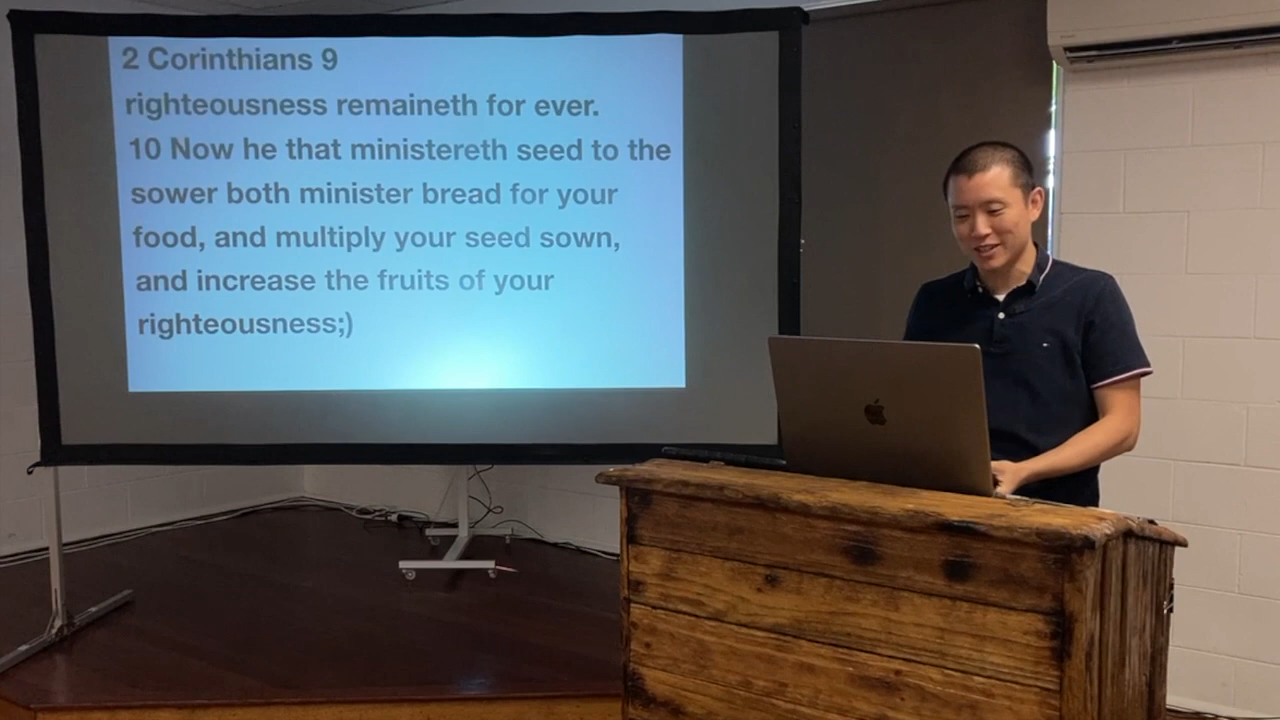 2 Corinthians 9
righteousness remaineth for ever.
10 Now he that ministereth seed to the
sower both minister bread for your
food, and multiply your seed sown,
and increase the fruits of your
righteousness;)